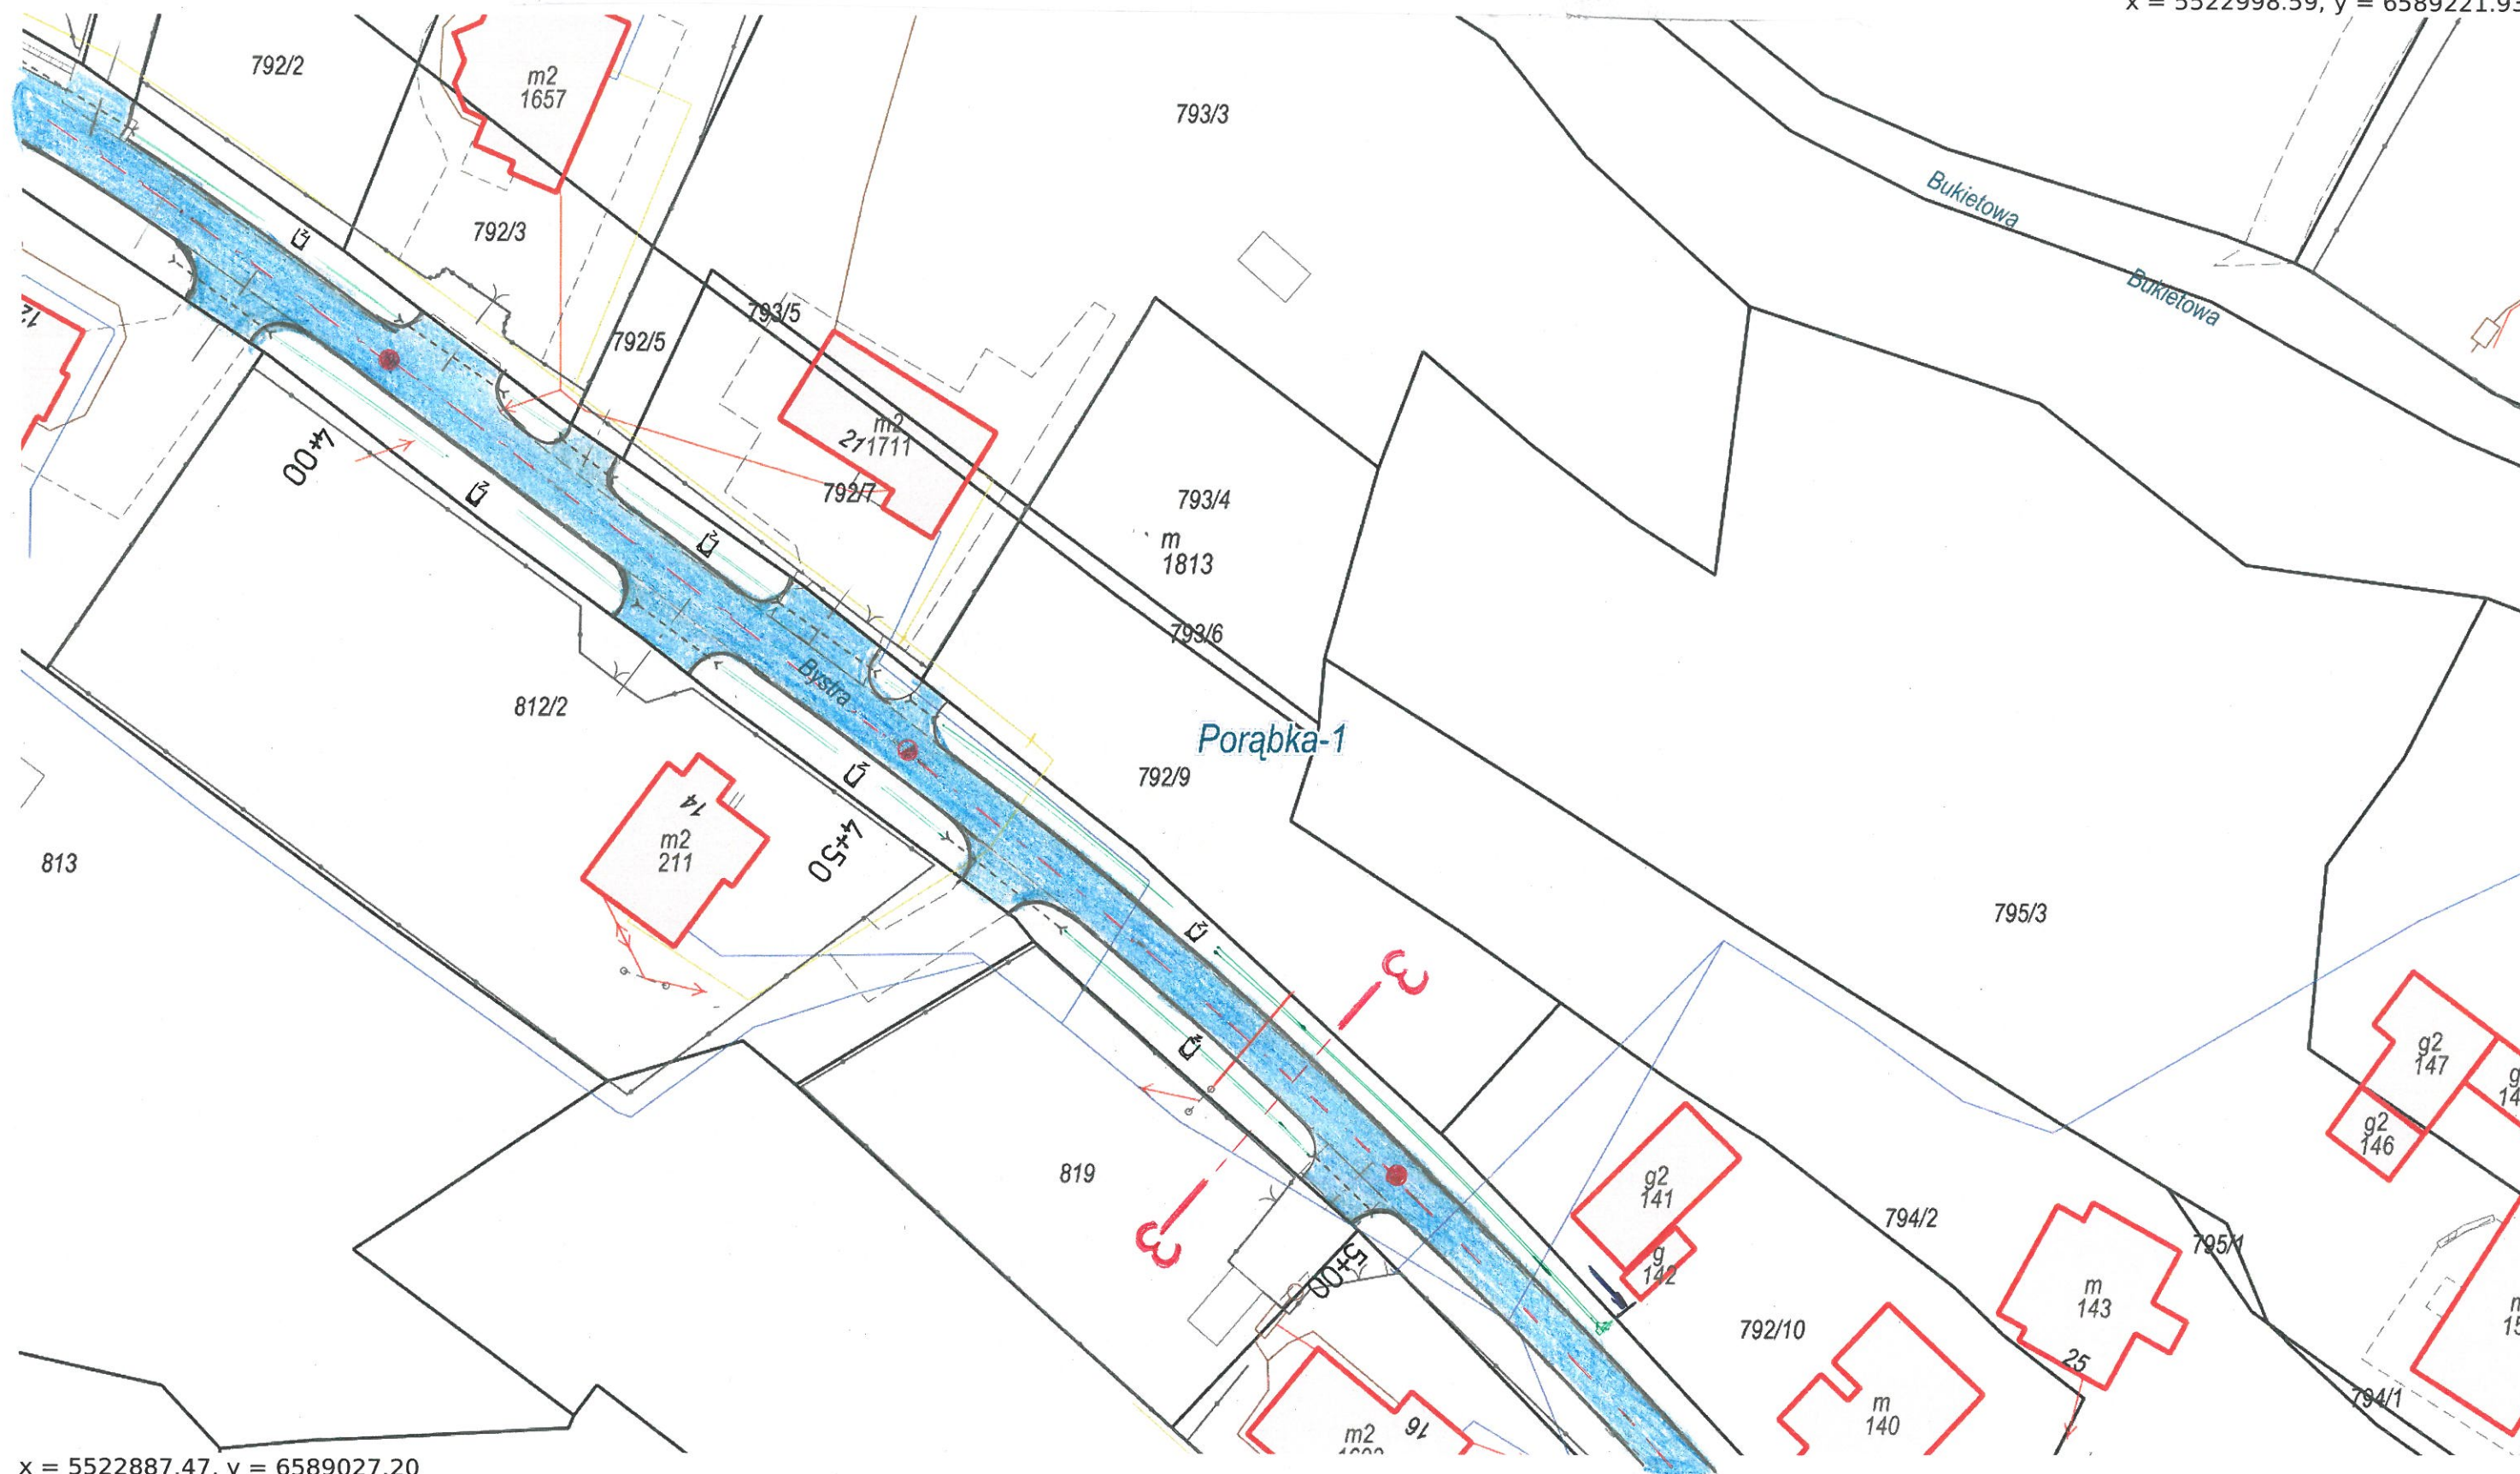 x = 5522998.59, y = 6589221.93
792/2
m2
1657
793/3
Bukietowa
792/3
Bukietowa
793/5
792/5
m2
1711
21
4+00
792/7
793/4
m
1813
793/6
Bystra
812/2
Porąbka-1
792/9
14
m2
211
4+50
813
795/3
3
g2
147
g
14
g2
146
819
g2
141
3
794/2
795/1
g
142
5+00
m
143
792/10
25
794/1
m
140
16
m2
x = 5522887.47, y = 6589027.20